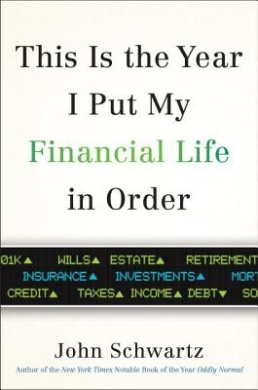 This Is the Year
I Put My
Financial Life
in Order
01K▲ WILLS▲ ESTATE▲ RETIREMENT
INSURANCE▲ INVESTMENTS▲ MOR
CREDIT▲ TAXES▲ INCOME▲ DEBT▼ SO
John Schwartz
Author of the New York Times Notable Book of the Year Oddly Normal